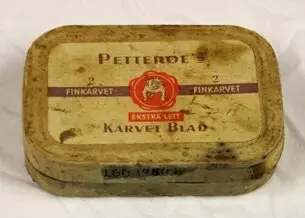 PETTERØE'S
2 2
FINKARVET FINKARVET
EKSTRA LETT
KARVET BLAD